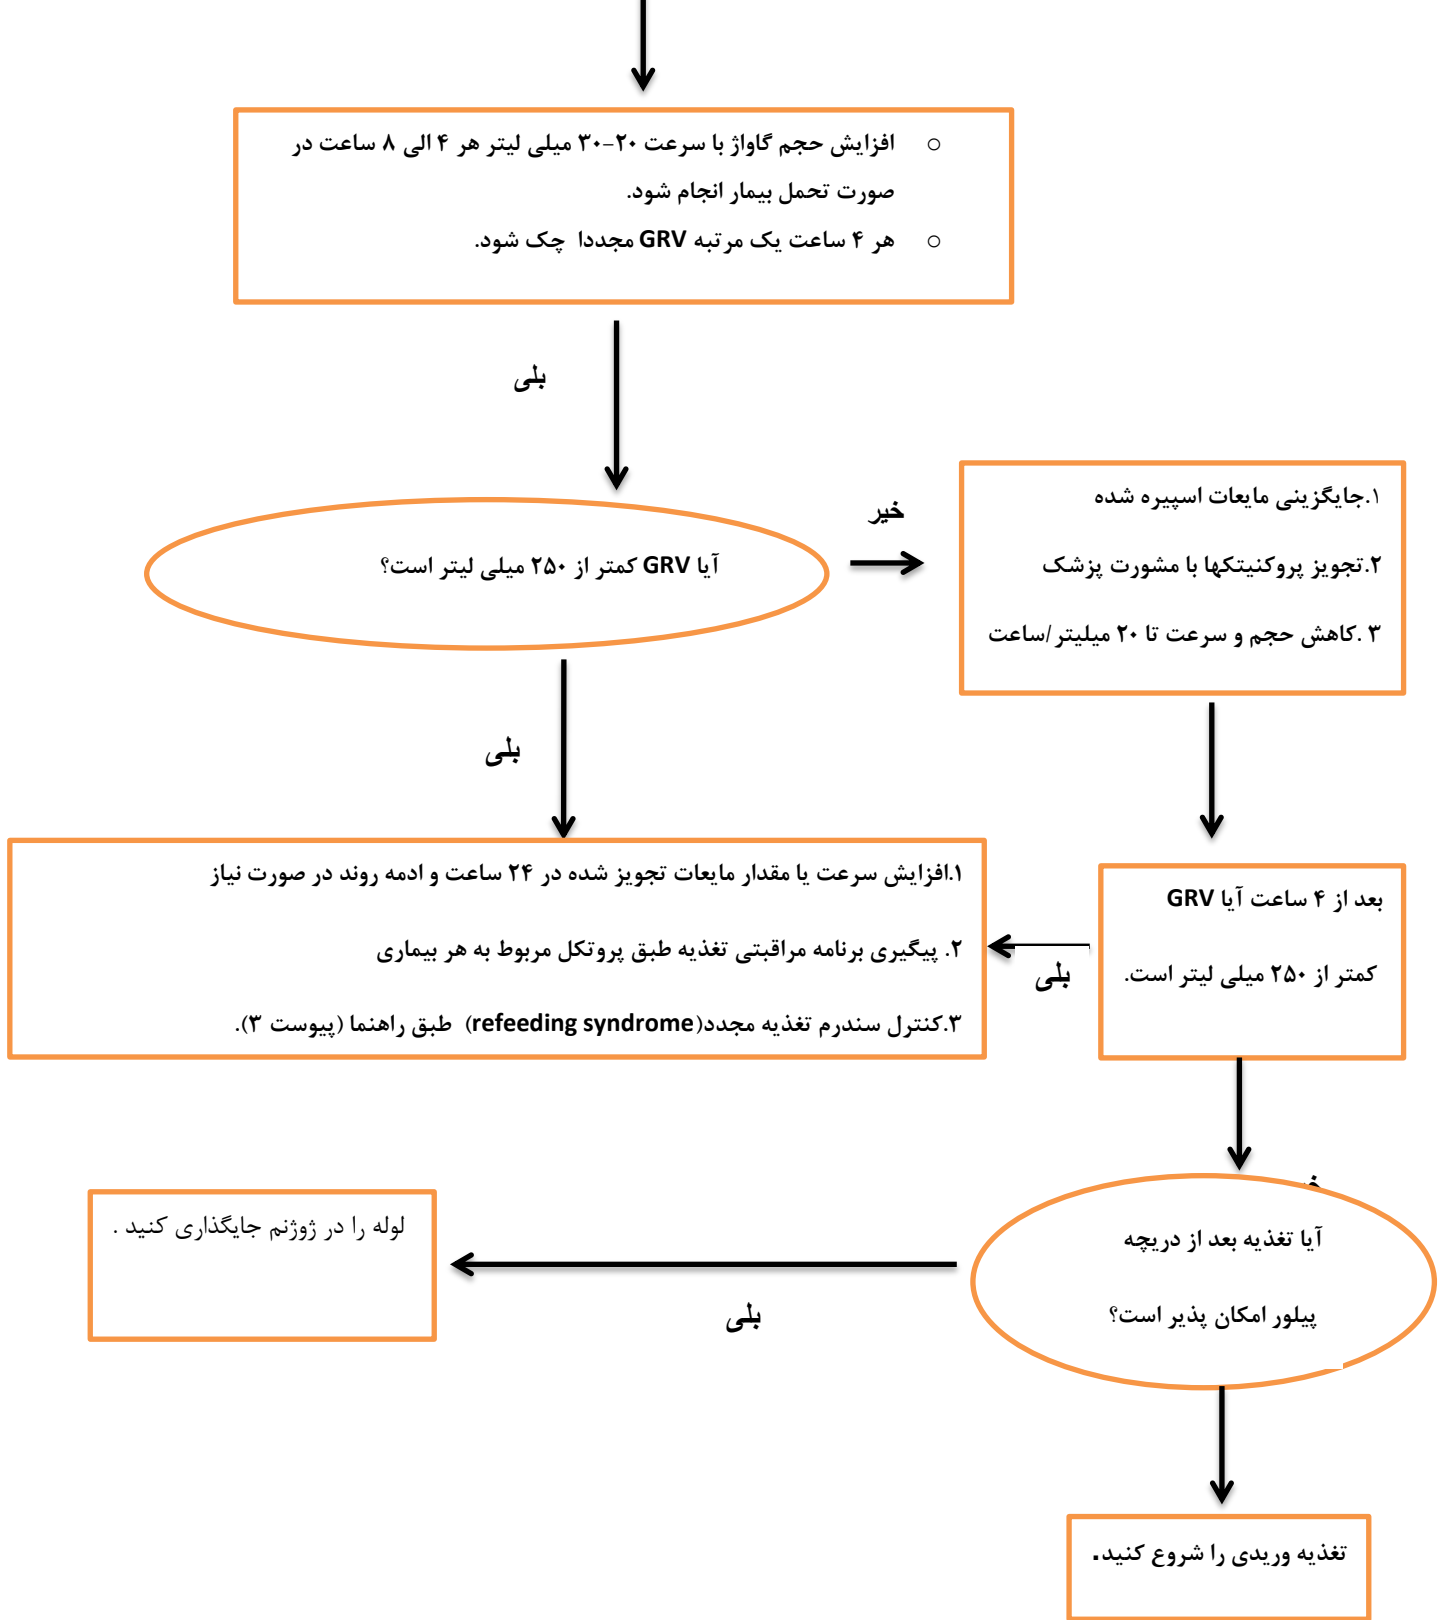 ○ افزایش حجم گاواژ با سرعت ۲۰-۳۰ میلی لیتر هر ۴ الی ۸ ساعت در
صورت تحمل بیمار انجام شود.
○ هر ۴ ساعت یک مرتبه GRV مجددا چک شود.
بلی
آیا GRV کمتر از ۲۵۰ میلی لیتر است؟
خیر
۱.جایگزینی مایعات اسپیره شده
۲.تجویز پروکنیتکها با مشورت پزشک
۳ .کاهش حجم و سرعت تا ۲۰ میلیتر/ساعت
بلی
۱.افزایش سرعت یا مقدار مایعات تجویز شده در ۲۴ ساعت و ادمه روند در صورت نیاز
۲. پیگیری برنامه مراقبتی تغذیه طبق پروتکل مربوط به هر بیماری
۳.کنترل سندرم تغذیه مجدد(refeeding syndrome) طبق راهنما (پیوست ۳).
بعد از ۴ ساعت آیا GRV
کمتر از ۲۵۰ میلی لیتر است.
بلی
آیا تغذیه بعد از دریچه
پیلور امکان پذیر است؟
بلی
لوله را در ژوژنم جایگذاری کنید .
تغذیه وریدی را شروع کنید.